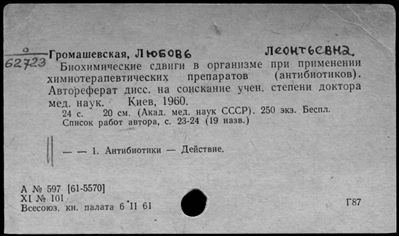 о
62723
Громашевская, Любовь Леонтьевна.
Биохимические сдвиги в организме при применении
химиотерапевтических препаратов (антибиотиков).
Автореферат дисс. на соискание учен. степени доктора
мед. наук. Киев, 1960.
24 с. 20 см. (Акад. мед. наук СССР). 250 экз. Беспл.
Список работ автора, с. 23-24 (19 назв.)
— — 1. Антибиотики — Действие.
А № 597 [61-5570]
XI № 101
Всесоюз. кн. палата 6 II 61
Г87